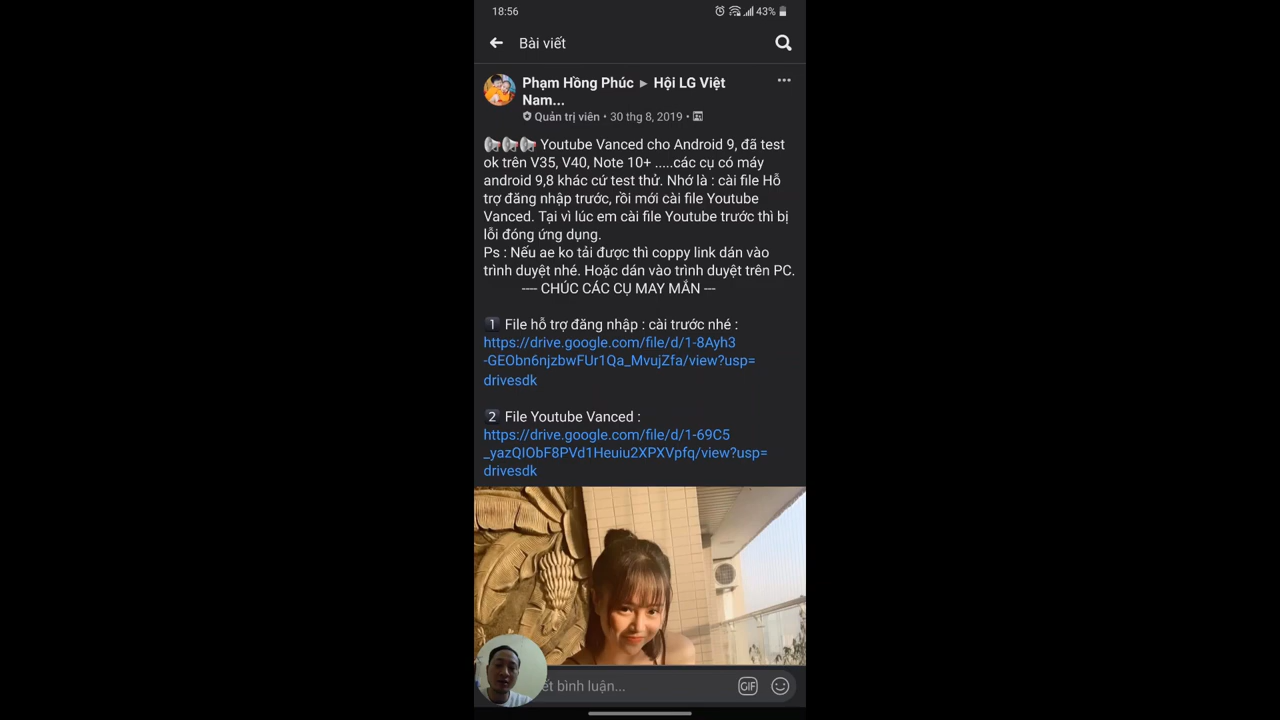 18:56
43%
Bài viết
Phạm Hồng Phúc ▸ Hội LG Việt
Nam...
Quản trị viên • 30 thg 8, 2019 •
Youtube Vanced cho Android 9, đã test
ok trên V35, V40, Note 10+ .....các cụ có máy
android 9,8 khác cứ test thử. Nhớ là : cài file Hỗ
trợ đăng nhập trước, rồi mới cài file Youtube
Vanced. Tại vì lúc em cài file Youtube trước thì bị
lỗi đóng ứng dụng.
Ps : Nếu ae ko tải được thì coppy link dán vào
trình duyệt nhé. Hoặc dán vào trình duyệt trên PC.
---- CHÚC CÁC CỤ MAY MẮN ---
1 File hỗ trợ đăng nhập : cài trước nhé :
https://drive.google.com/file/d/1-8Ayh3
-GEObn6njzbwFUr1Qa_MvujZfa/view?usp=
drivesdk
2 File Youtube Vanced :
https://drive.google.com/file/d/1-69C5
_yazQIObF8PVd1Heuiu2XPXVpfq/view?usp=
drivesdk
ết bình luận...
GIF